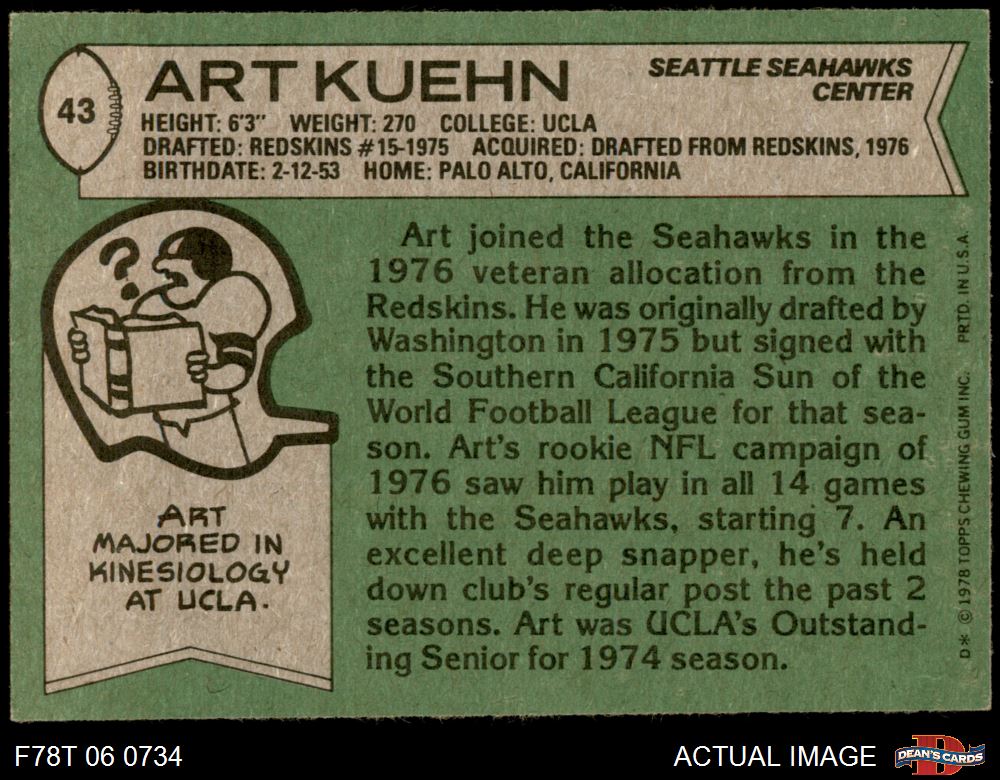 43
ART KUEHN
SEATTLE SEAHAWKS
CENTER
HEIGHT: 6'3" WEIGHT: 270 COLLEGE: UCLA
DRAFTED: REDSKINS #15-1975 ACQUIRED: DRAFTED FROM REDSKINS, 1976
BIRTHDATE: 2-12-53 HOME: PALO ALTO, CALIFORNIA
?
ART
MAJORED IN
KINESIOLOGY
AT UCLA.
Art joined the Seahawks in the
1976 veteran allocation from the
Redskins. He was originally drafted by
Washington in 1975 but signed with
the Southern California Sun of the
World Football League for that sea-
son. Art's rookie NFL campaign of
1976 saw him play in all 14 games
with the Seahawks, starting 7. An
excellent deep snapper, he's held
down club's regular post the past 2
seasons. Art was UCLA's Outstand-
ing Senior for 1974 season.
D* © 1978 TOPPS CHEWING GUM INC. PRTD. IN U.S.A.
F78T 06 0734
ACTUAL IMAGE
D
DEAN'S CARDS